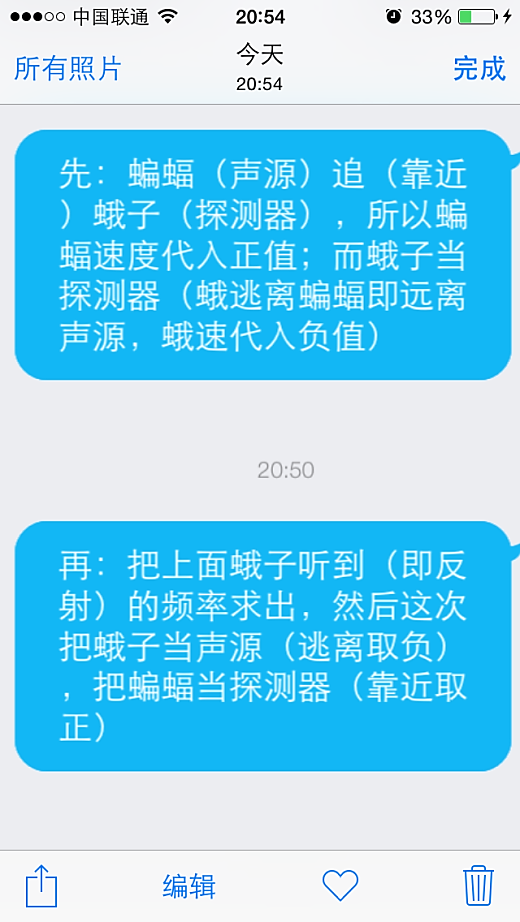 中国联通 20:54 33%
所有照片 今天 完成
20:54
先：蝙蝠（声源）追（靠近
）蛾子（探测器），所以蝙
蝠速度代入正值；而蛾子当
探测器（蛾逃离蝙蝠即远离
声源，蛾速代入负值）
20:50
再：把上面蛾子听到（即反
射）的频率求出，然后这次
把蛾子当声源（逃离取负）
，把蝙蝠当探测器（靠近取
正）
编辑